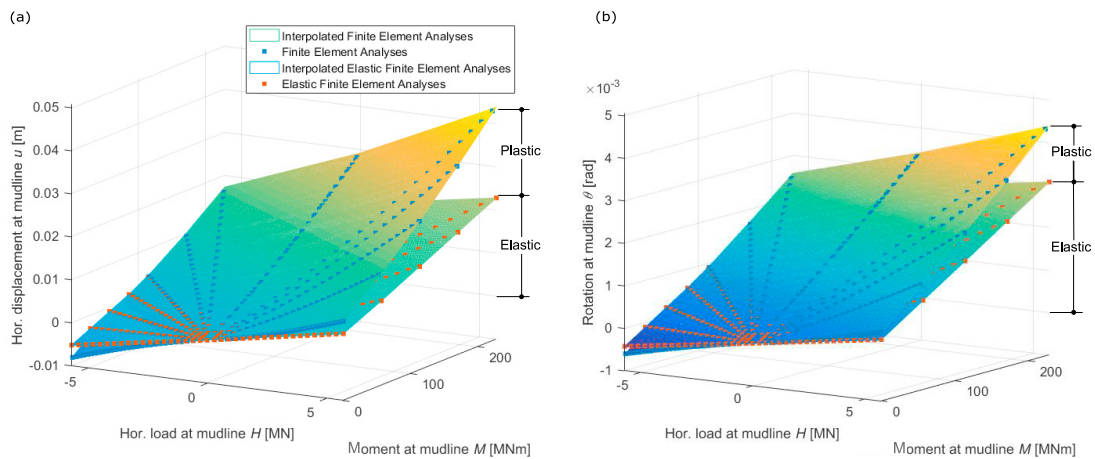 (a)
Interpolated Finite Element Analyses
Finite Element Analyses
Interpolated Elastic Finite Element Analyses
Elastic Finite Element Analyses
0.05
0.04
0.03
0.02
0.01
0
-0.01
Hor. displacement at mudline u [m]
-5
0
5
Hor. load at mudline H [MN]
0
100
200
Moment at mudline M [MNm]
Plastic
Elastic
(b)
× 10-3
5
4
3
2
1
0
-1
Rotation at mudline θ [rad]
-5
0
5
Hor. load at mudline H [MN]
0
100
200
Moment at mudline M [MNm]
Plastic
Elastic